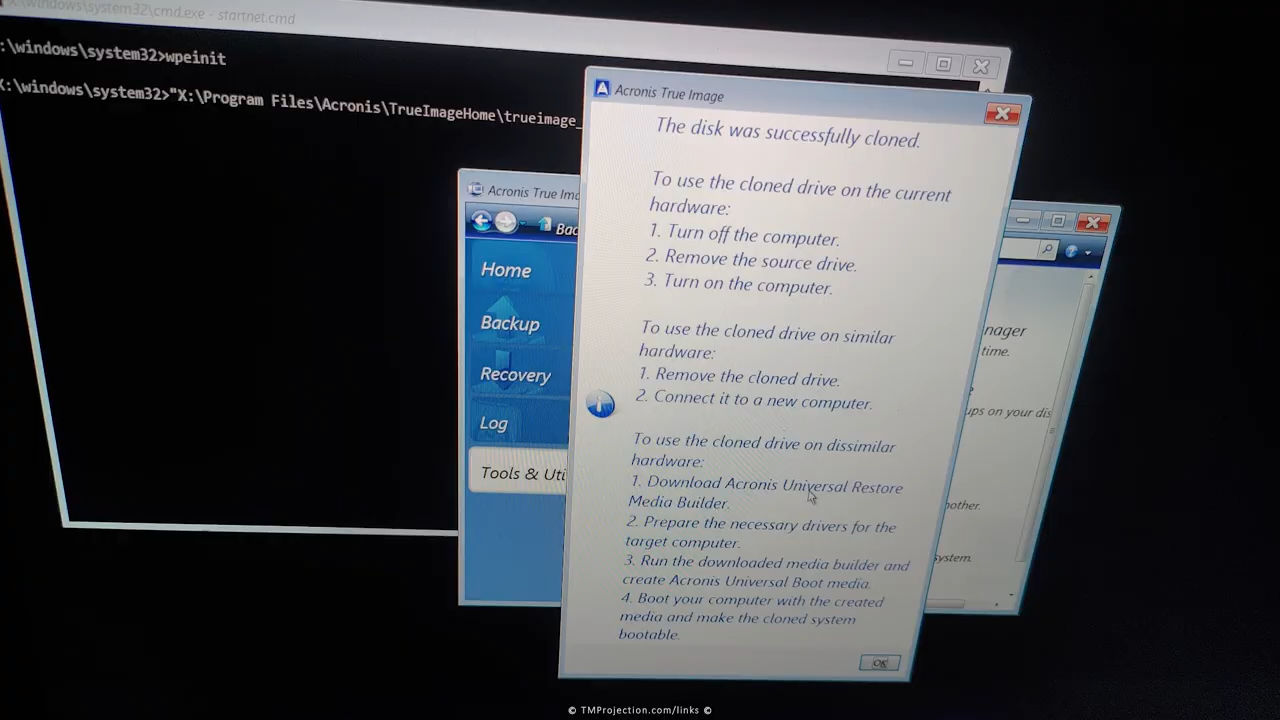 X:\windows\system32\cmd.exe - startnet.cmd
:\windows\system32>wpeinit
X:\windows\system32>"X:\Program Files\Acronis\TrueImageHome\trueimage_
Acronis True Image
The disk was successfully cloned.
To use the cloned drive on the current
hardware:
1. Turn off the computer.
2. Remove the source drive.
3. Turn on the computer.
To use the cloned drive on similar
hardware:
1. Remove the cloned drive.
2. Connect it to a new computer.
To use the cloned drive on dissimilar
hardware:
1. Download Acronis Universal Restore
Media Builder.
2. Prepare the necessary drivers for the
target computer.
3. Run the downloaded media builder and
create Acronis Universal Boot media.
4. Boot your computer with the created
media and make the cloned system
bootable.
OK
Acronis True Ima
Bac
Home
Backup
Recovery
Log
Tools & Uti
nager
time.
ups on your dis
nother.
system.
© TMProjection.com/links ©